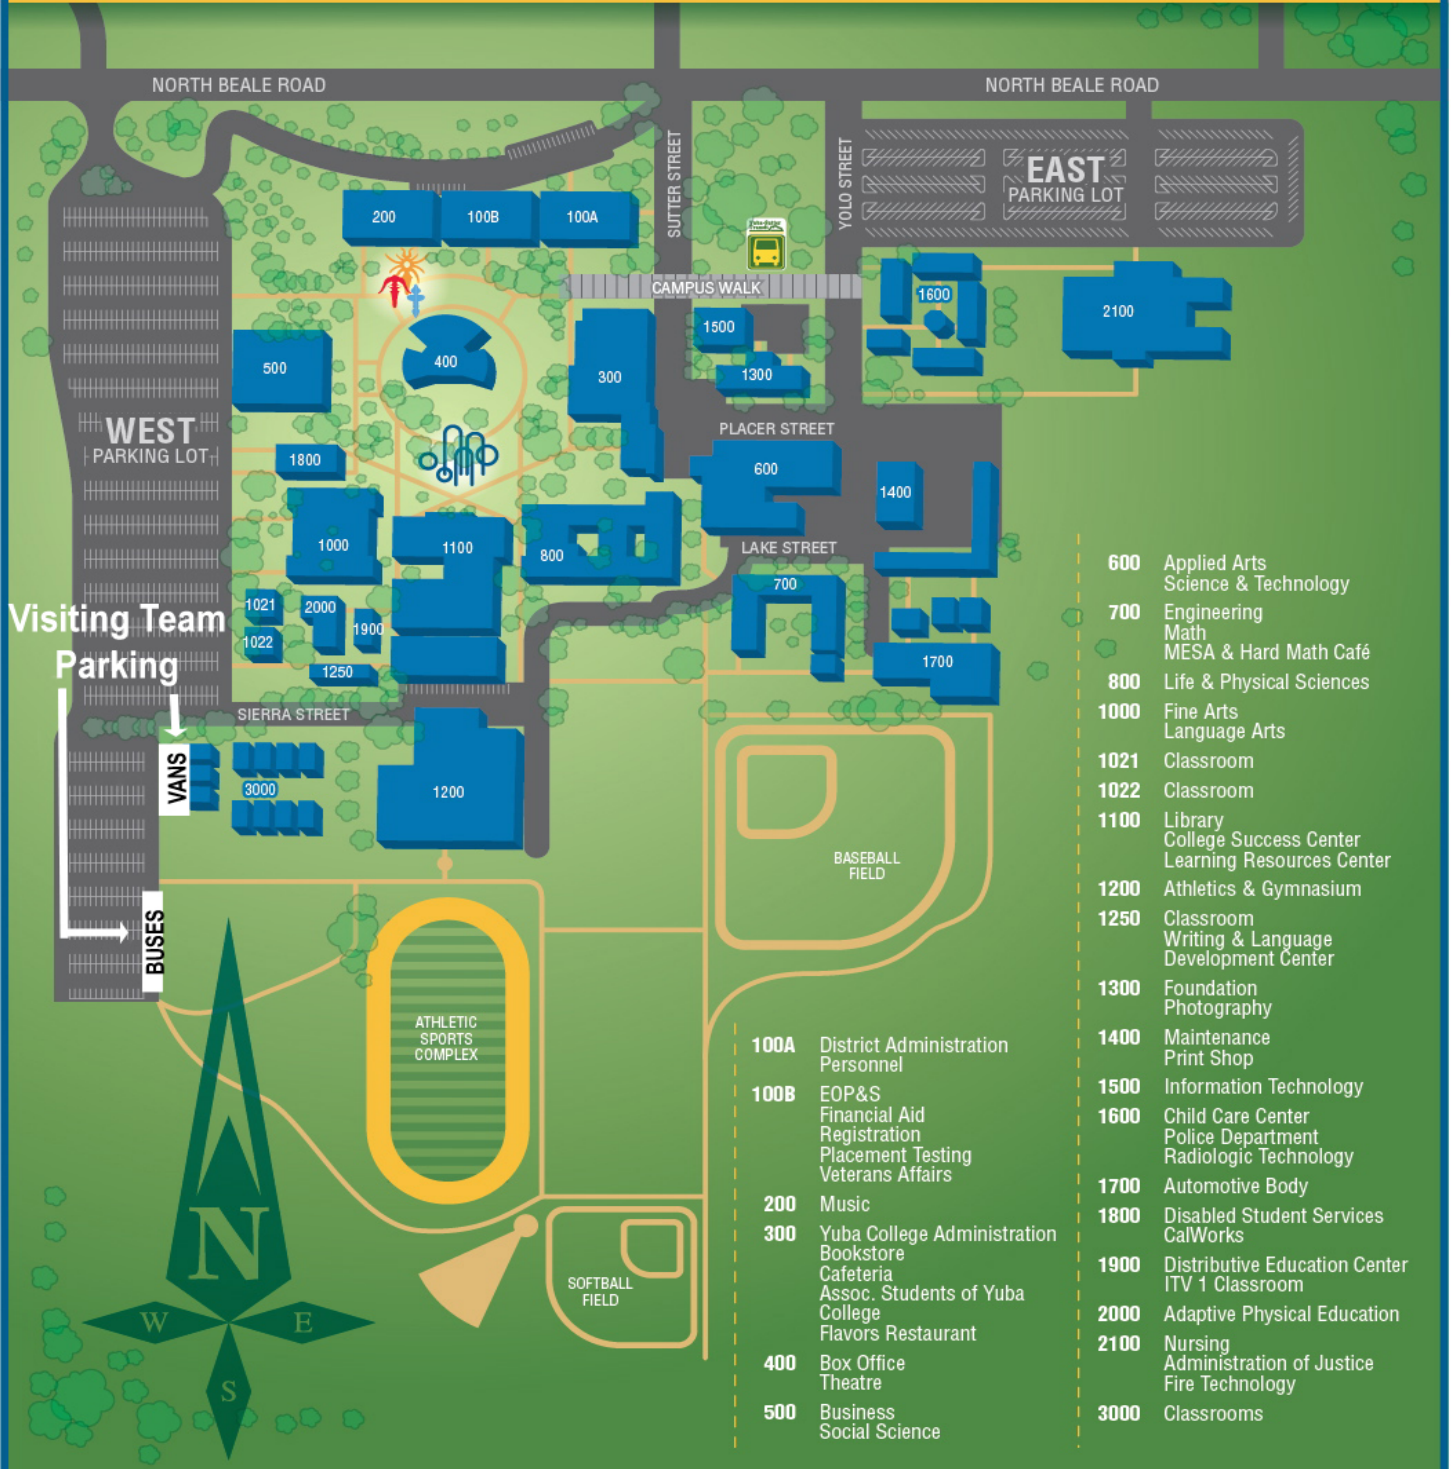 NORTH BEALE ROAD
NORTH BEALE ROAD
SUTTER STREET
YOLO STREET
EAST
PARKING LOT
200
100B
100A
CAMPUS WALK
1600
2100
1500
500
400
300
1300
WEST
PARKING LOT
PLACER STREET
1800
600
1400
1000
1100
800
LAKE STREET
700
1021
2000
1900
1022
1250
1700
Visiting Team
Parking
SIERRA STREET
VANS
3000
1200
BUSES
BASEBALL
FIELD
ATHLETIC
SPORTS
COMPLEX
SOFTBALL
FIELD
N
W
E
S
100A District Administration
Personnel
100B EOP&S
Financial Aid
Registration
Placement Testing
Veterans Affairs
200 Music
300 Yuba College Administration
Bookstore
Cafeteria
Assoc. Students of Yuba
College
Flavors Restaurant
400 Box Office
Theatre
500 Business
Social Science
600 Applied Arts
Science & Technology
700 Engineering
Math
MESA & Hard Math Café
800 Life & Physical Sciences
1000 Fine Arts
Language Arts
1021 Classroom
1022 Classroom
1100 Library
College Success Center
Learning Resources Center
1200 Athletics & Gymnasium
1250 Classroom
Writing & Language
Development Center
1300 Foundation
Photography
1400 Maintenance
Print Shop
1500 Information Technology
1600 Child Care Center
Police Department
Radiologic Technology
1700 Automotive Body
1800 Disabled Student Services
CalWorks
1900 Distributive Education Center
ITV 1 Classroom
2000 Adaptive Physical Education
2100 Nursing
Administration of Justice
Fire Technology
3000 Classrooms